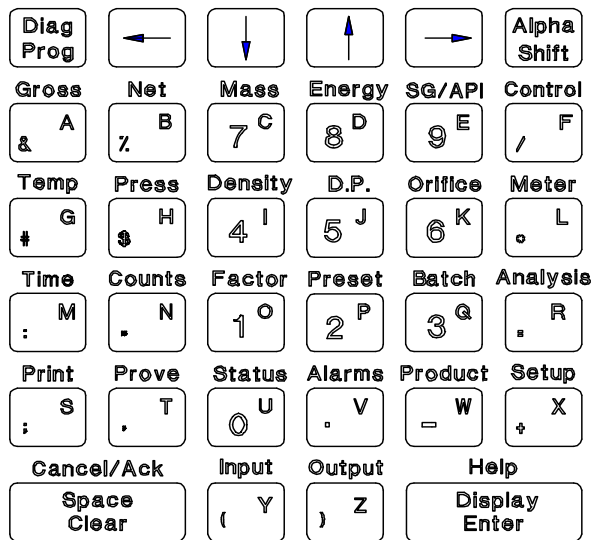 Diag Alpha
Prog Shift
Gross Net Mass Energy SG/API Control
& A % B 7 C 8 D 9 E / F
Temp Press Density D.P. Orifice Meter
# G $ H 4 I 5 J 6 K * L
Time Counts Factor Preset Batch Analysis
: M " N 1 O 2 P 3 Q = R
Print Prove Status Alarms Product Setup
; S , T 0 U . V - W + X
Cancel/Ack Input Output Help
Space ( Y ) Z Display
Clear Enter